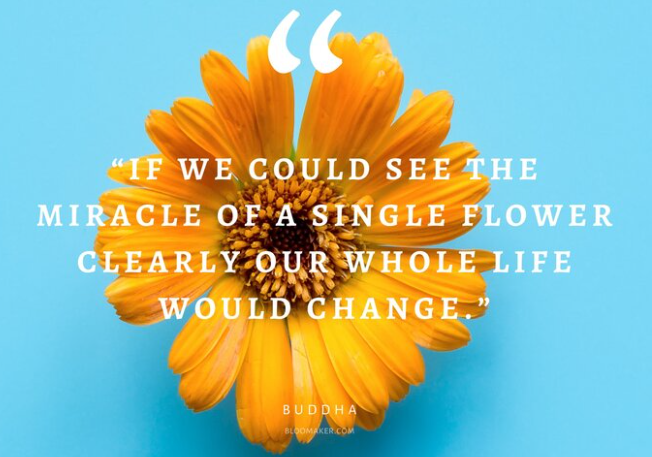 “
“IF WE COULD SEE THE
MIRACLE OF A SINGLE FLOWER
CLEARLY OUR WHOLE LIFE
WOULD CHANGE.”
BUDDHA
BLOOMAKER.COM